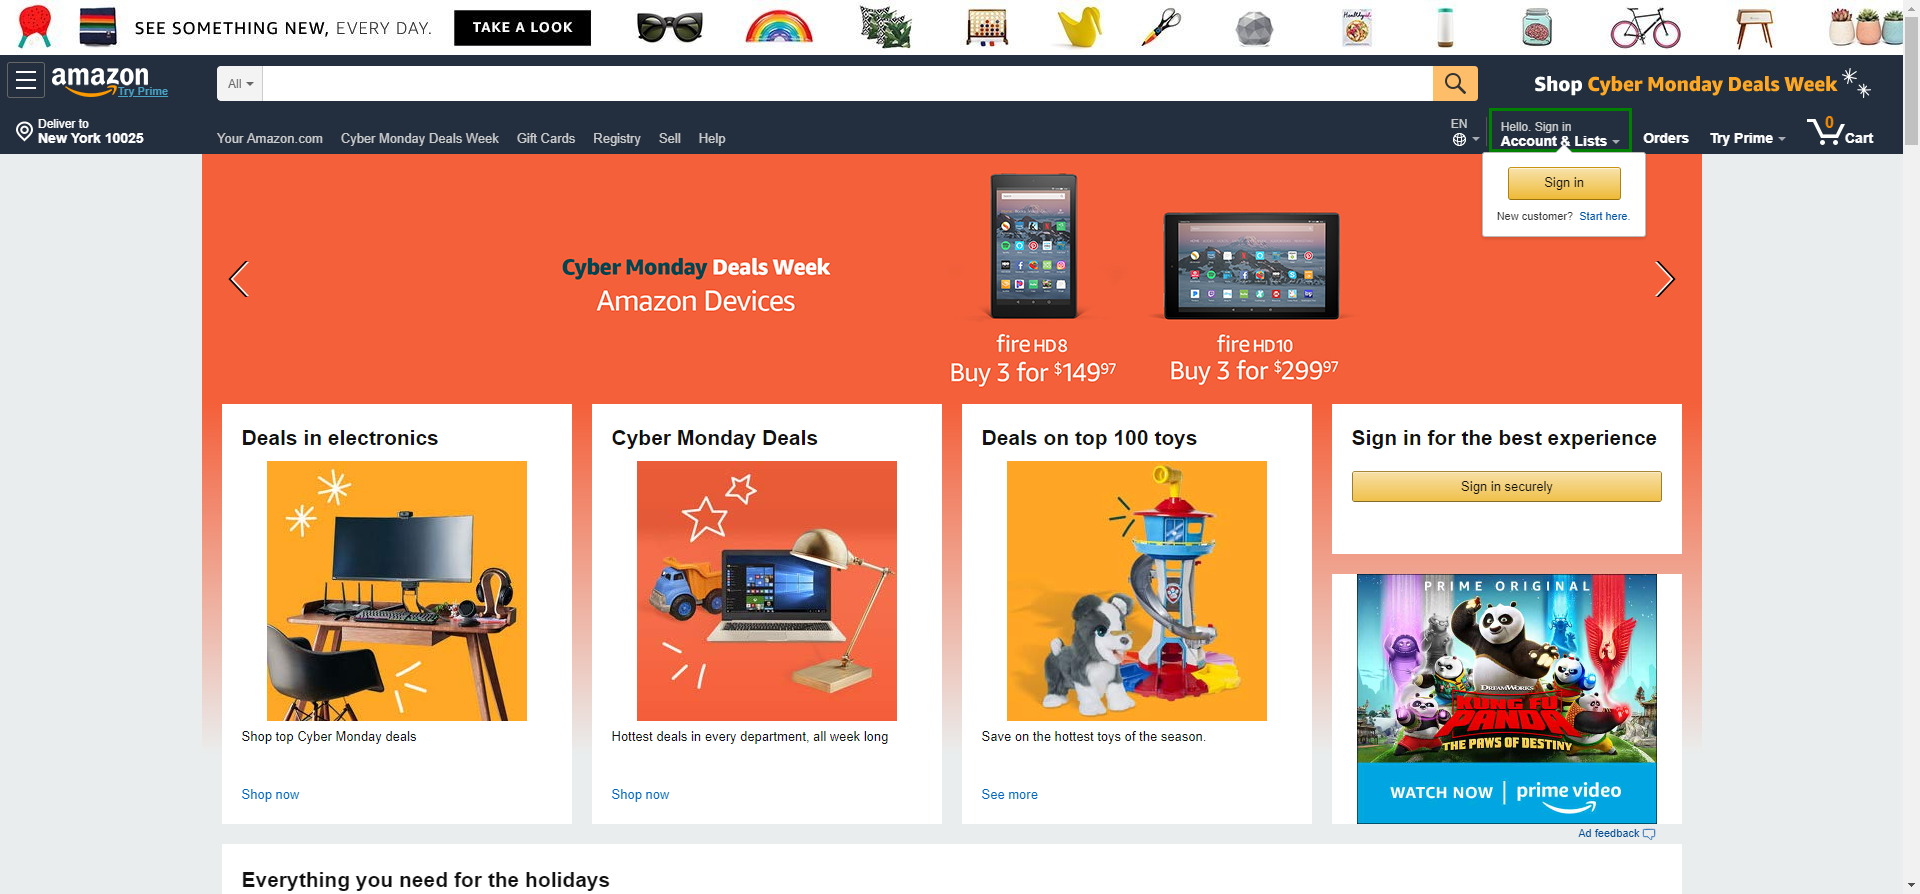 SEE SOMETHING NEW, EVERY DAY.
TAKE A LOOK
amazon
Try Prime
All
Shop Cyber Monday Deals Week
Deliver to
New York 10025
Your Amazon.com
Cyber Monday Deals Week
Gift Cards
Registry
Sell
Help
EN
Hello. Sign in
Account & Lists
Orders
Try Prime
0
Cart
Sign in
New customer? Start here.
Cyber Monday Deals Week
Amazon Devices
fire HD8
Buy 3 for $149 97
fire HD10
Buy 3 for $299 97
Deals in electronics
Shop top Cyber Monday deals
Shop now
Cyber Monday Deals
Hottest deals in every department, all week long
Shop now
Deals on top 100 toys
Save on the hottest toys of the season.
See more
Sign in for the best experience
Sign in securely
PRIME ORIGINAL
DREAMWORKS
KUNG FU
PANDA
THE PAWS OF DESTINY
WATCH NOW | prime video
Ad feedback
Everything you need for the holidays